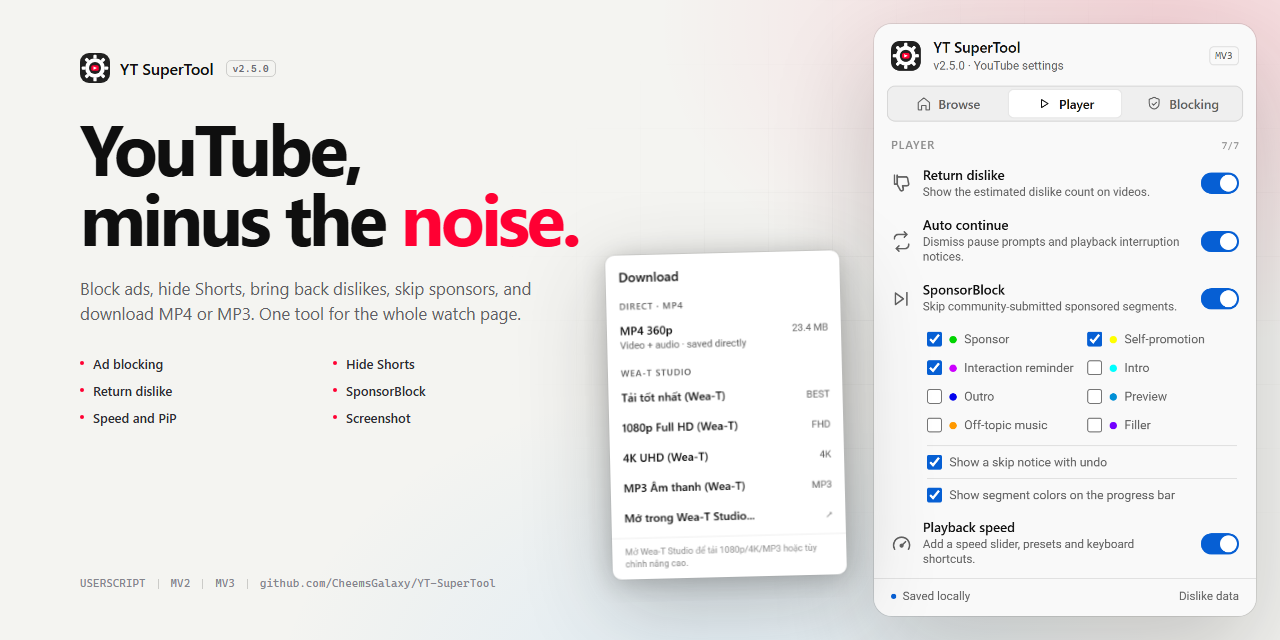 YT SuperTool v2.5.0
YouTube,
minus the noise.
Block ads, hide Shorts, bring back dislikes, skip sponsors, and
download MP4 or MP3. One tool for the whole watch page.
Ad blocking
Hide Shorts
Return dislike
SponsorBlock
Speed and PiP
Screenshot
USERSCRIPT | MV2 | MV3 | github.com/CheemsGalaxy/YT-SuperTool
Download
DIRECT · MP4
MP4 360p 23.4 MB
Video + audio · saved directly
WEA-T STUDIO
Tải tốt nhất (Wea-T) BEST
1080p Full HD (Wea-T) FHD
4K UHD (Wea-T) 4K
MP3 Âm thanh (Wea-T) MP3
Mở trong Wea-T Studio... ↗
Mở Wea-T Studio để tải 1080p/4K/MP3 hoặc tùy
chỉnh nâng cao.
YT SuperTool
v2.5.0 · YouTube settings
MV3
Browse Player Blocking
PLAYER 7/7
Return dislike
Show the estimated dislike count on videos.
Auto continue
Dismiss pause prompts and playback interruption
notices.
SponsorBlock
Skip community-submitted sponsored segments.
Sponsor Self-promotion
Interaction reminder Intro
Outro Preview
Off-topic music Filler
Show a skip notice with undo
Show segment colors on the progress bar
Playback speed
Add a speed slider, presets and keyboard
shortcuts.
Saved locally Dislike data